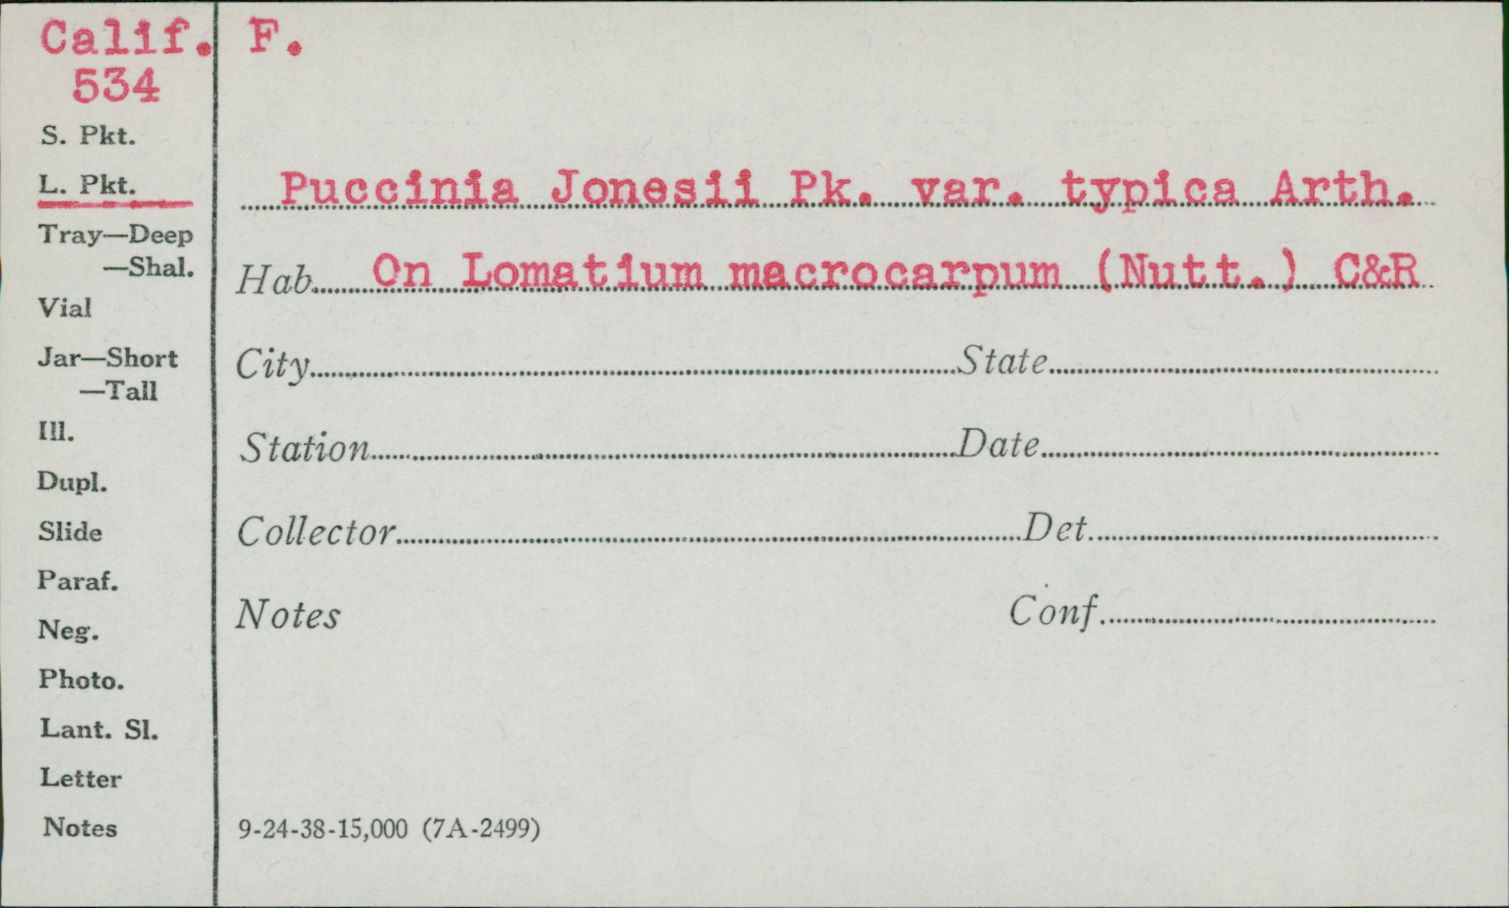 Calif. F.
534
S. Pkt.
L. Pkt.
Puccinia Jonesii Pk. var. typica Arth.
Tray—Deep
—Shal.
Hab. On Lomatium macrocarpum (Nutt.) C&R
Vial
Jar—Short
—Tall
City State
Ill.
Station Date
Dupl.
Slide
Collector Det.
Paraf.
Neg.
Notes Conf.
Photo.
Lant. Sl.
Letter
Notes
9-24-38-15,000 (7A-2499)